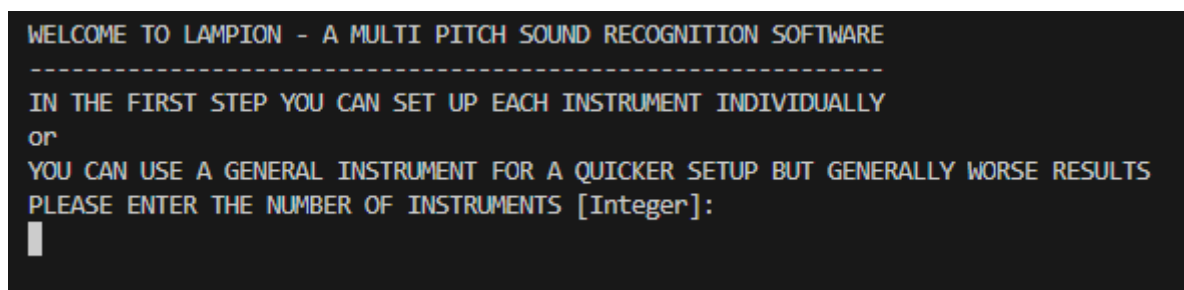 WELCOME TO LAMPION - A MULTI PITCH SOUND RECOGNITION SOFTWARE
-------------------------------------------------------------
IN THE FIRST STEP YOU CAN SET UP EACH INSTRUMENT INDIVIDUALLY
or
YOU CAN USE A GENERAL INSTRUMENT FOR A QUICKER SETUP BUT GENERALLY WORSE RESULTS
PLEASE ENTER THE NUMBER OF INSTRUMENTS [Integer]: